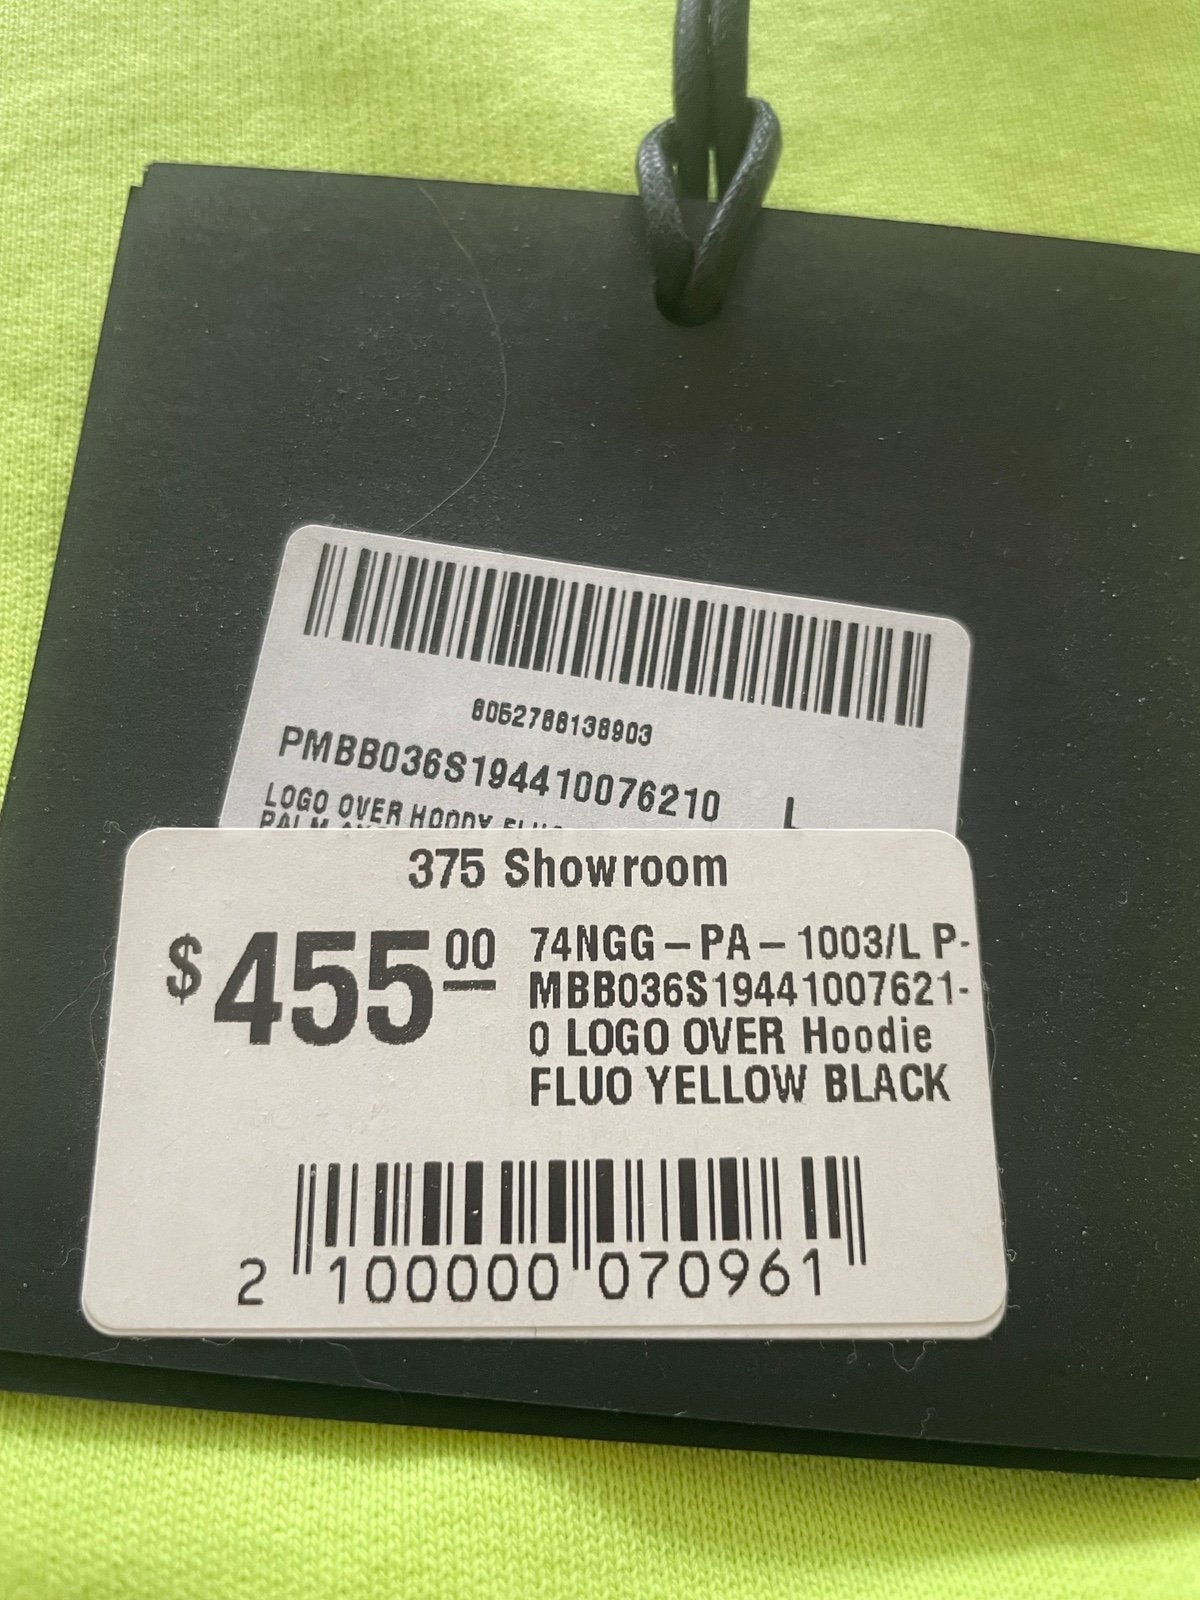 8052788138903
PMBB036S194410076210 L
LOGO OVER HOODY
PALM
375 Showroom
$455 00 74NGG-PA-1003/L P-
MBB036S19441007621-
0 LOGO OVER Hoodie
FLUO YELLOW BLACK
2 100000 070961